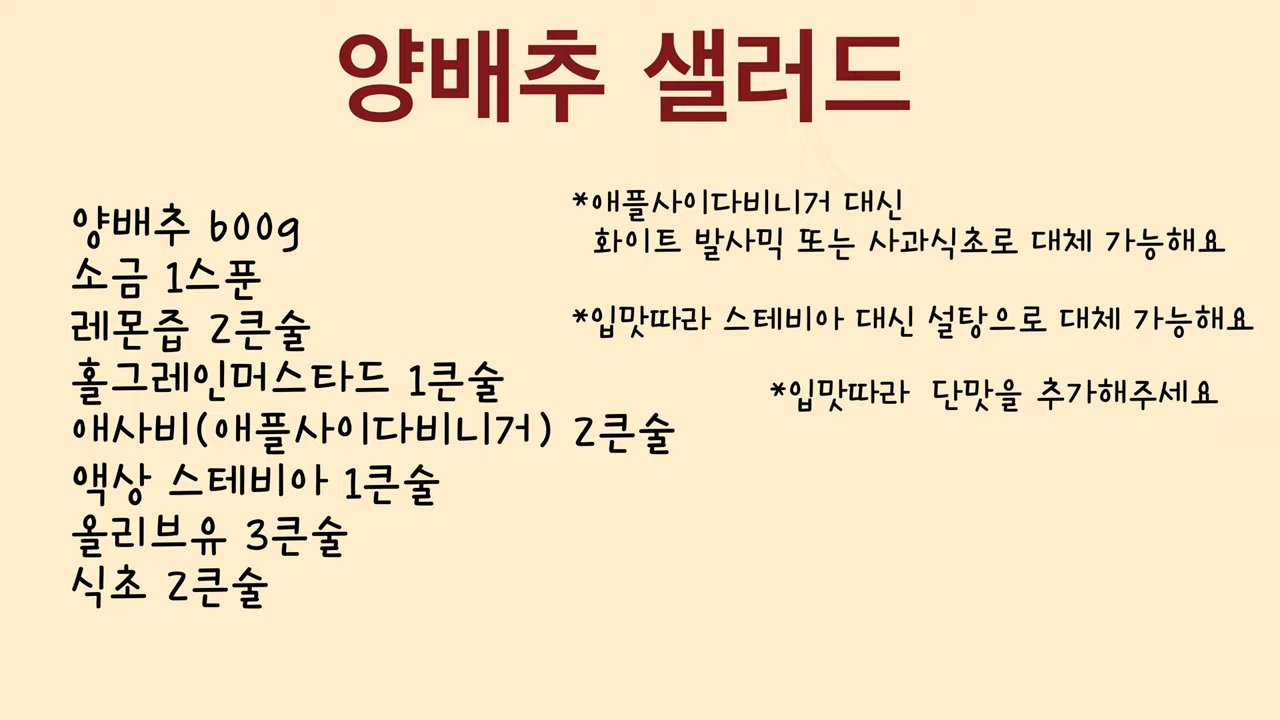 양배추 샐러드
양배추 600g
소금 1스푼
레몬즙 2큰술
홀그레인머스타드 1큰술
애사비(애플사이다비니거) 2큰술
액상 스테비아 1큰술
올리브유 3큰술
식초 2큰술
*애플사이다비니거 대신
화이트 발사믹 또는 사과식초로 대체 가능해요
*입맛따라 스테비아 대신 설탕으로 대체 가능해요
*입맛따라 단맛을 추가해주세요